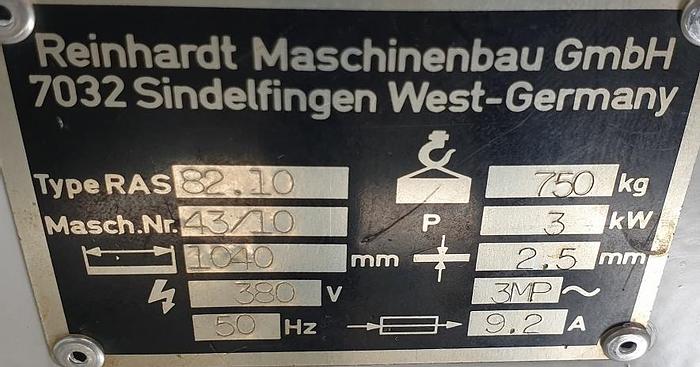 Reinhardt Maschinenbau GmbH
7032 Sindelfingen West-Germany
Type RAS 82.10 750 kg
Masch.Nr. 43/10 P 3 kW
1040 mm 2.5 mm
380 V 3MP~
50 Hz 9.2 A